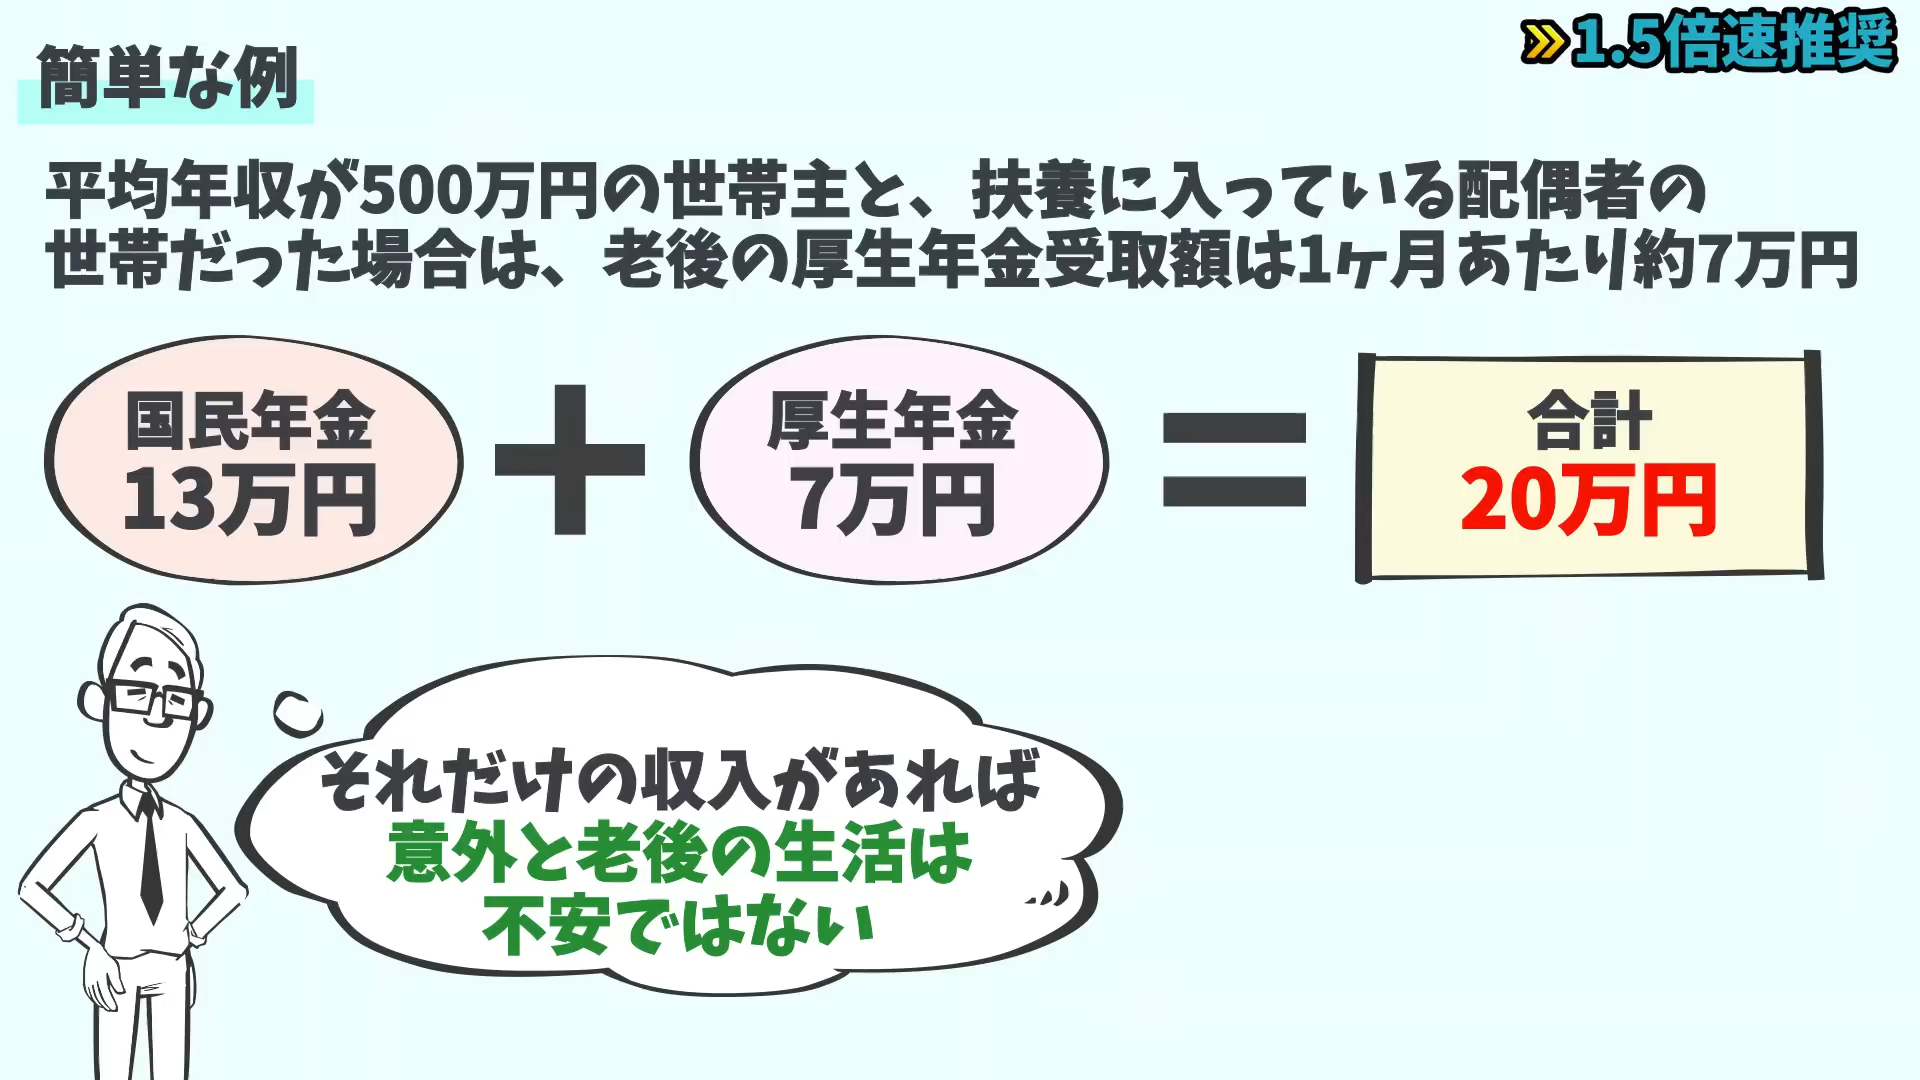 簡単な例
1.5倍速推奨
平均年収が500万円の世帯主と、扶養に入っている配偶者の
世帯だった場合は、老後の厚生年金受取額は1ヶ月あたり約7万円
国民年金
13万円
+
厚生年金
7万円
=
合計
20万円
それだけの収入があれば
意外と老後の生活は
不安ではない